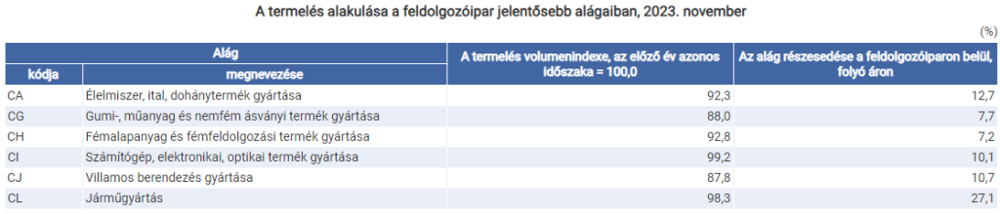 A termelés alakulása a feldolgozóipar jelentősebb alágaiban, 2023. november
(%)
Alág
kódja megnevezése
A termelés volumenindexe, az előző év azonos
időszaka = 100,0
Az alág részesedése a feldolgozóiparon belül,
folyó áron
CA Élelmiszer, ital, dohánytermék gyártása 92,3 12,7
CG Gumi-, műanyag és nemfém ásványi termék gyártása 88,0 7,7
CH Fémalapanyag és fémfeldolgozási termék gyártása 92,8 7,2
CI Számítógép, elektronikai, optikai termék gyártása 99,2 10,1
CJ Villamos berendezés gyártása 87,8 10,7
CL Járműgyártás 98,3 27,1